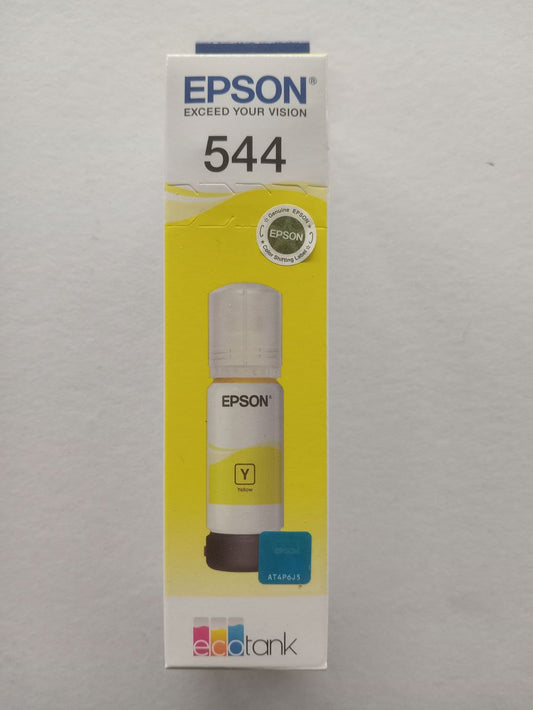 EPSON®
EXCEED YOUR VISION
544
Genuine EPSON
EPSON
Color Shifting Label
EPSON
Y
Yellow
EPSON
AT4P6J5
ecotank